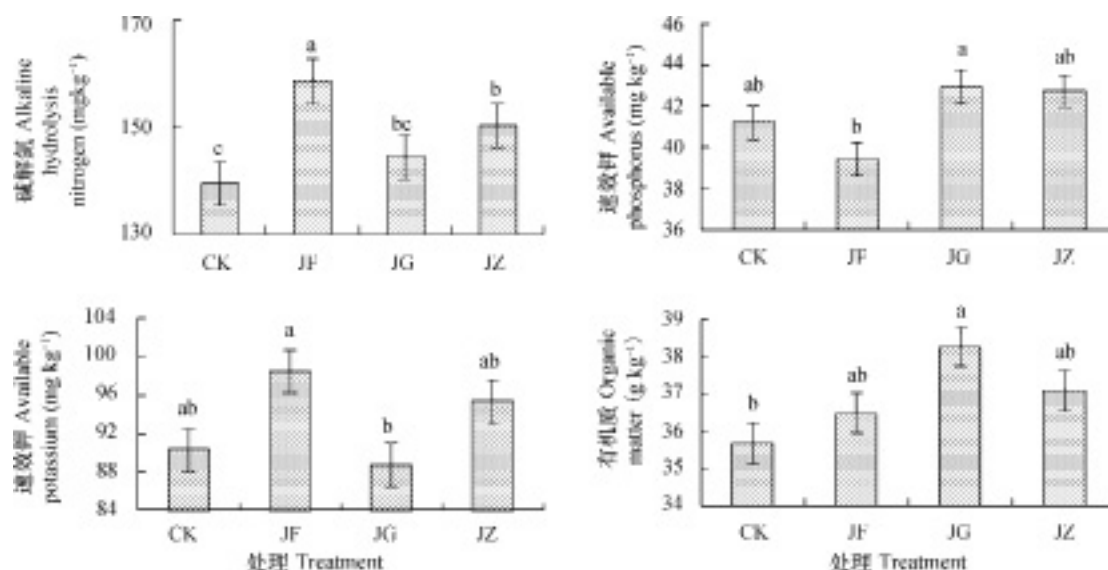 碱解氮 Alkaline
hydrolysis
nitrogen (mgkg⁻¹)
170
150
130
c
a
bc
b
CK JF JG JZ
速效钾 Available
phosphorus (mg kg⁻¹)
46
44
42
40
38
36
ab
b
a
ab
CK JF JG JZ
速效钾 Available
potassium (mg kg⁻¹)
104
100
96
92
88
84
ab
a
b
ab
CK JF JG JZ
处理 Treatment
有机质 Organic
matter (g kg⁻¹)
39
38
37
36
35
34
b
ab
a
ab
CK JF JG JZ
处理 Treatment